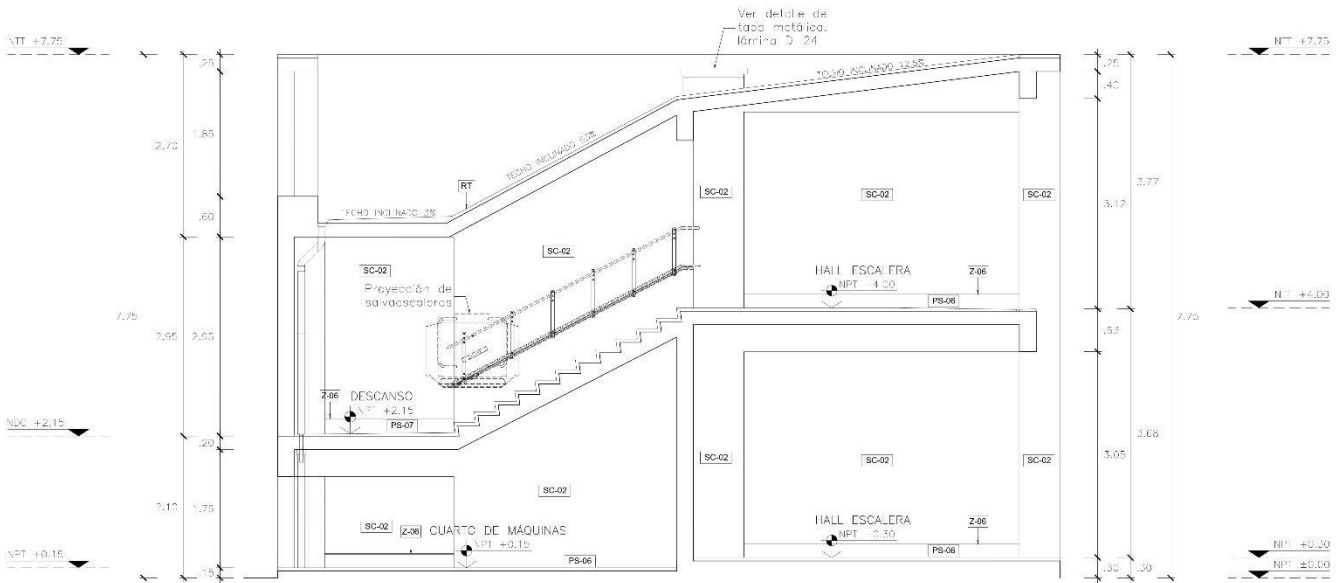 Ver detalle de
tapa metálica,
lámina D-24
NTT +7.75
NTT +7.75
TECHO INCLINADO 12.5%
.25
.25
.40
2.70
1.85
TECHO INCLINADO 53%
RT
SC-02
SC-02
SC-02
3.77
3.12
.60
TECHO INCLINADO 3%
SC-02
SC-02
HALL ESCALERA
Z-06
NPT +4.00
PS-06
Proyección de
salvaescaleras
NTT +4.00
7.75
2.95
2.95
7.75
.63
Z-06
DESCANSO
NPT +2.15
PS-07
NDC +2.15
.20
3.68
3.05
SC-02
SC-02
SC-02
SC-02
2.10
1.75
SC-02
Z-06
CUARTO DE MÁQUINAS
NPT +0.15
PS-06
HALL ESCALERA
Z-06
NPT +0.30
PS-06
NPT +0.15
NPT +0.30
.15
.30
.30
NPT ±0.00